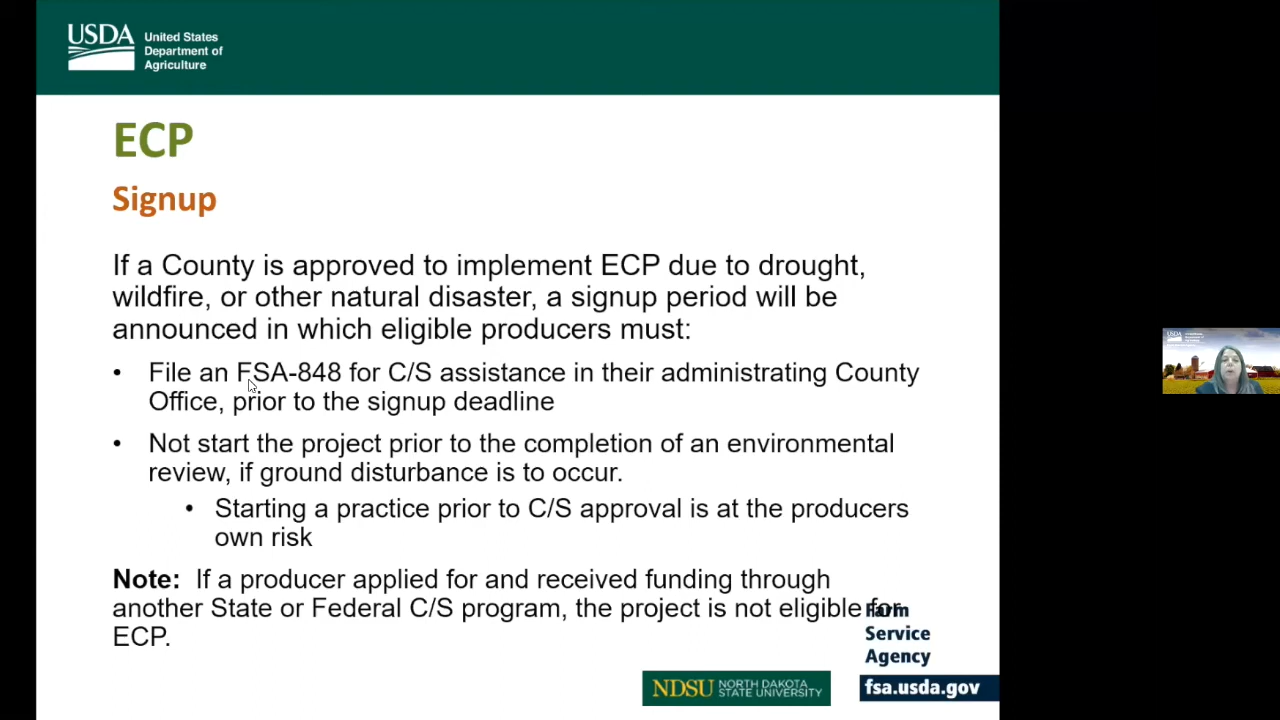 USDA
United States
Department of
Agriculture
ECP
Signup
If a County is approved to implement ECP due to drought,
wildfire, or other natural disaster, a signup period will be
announced in which eligible producers must:
• File an FSA-848 for C/S assistance in their administrating County
Office, prior to the signup deadline
• Not start the project prior to the completion of an environmental
review, if ground disturbance is to occur.
• Starting a practice prior to C/S approval is at the producers
own risk
Note: If a producer applied for and received funding through
another State or Federal C/S program, the project is not eligible for
ECP.
Farm
Service
Agency
fsa.usda.gov
NDSU NORTH DAKOTA
STATE UNIVERSITY
USDA